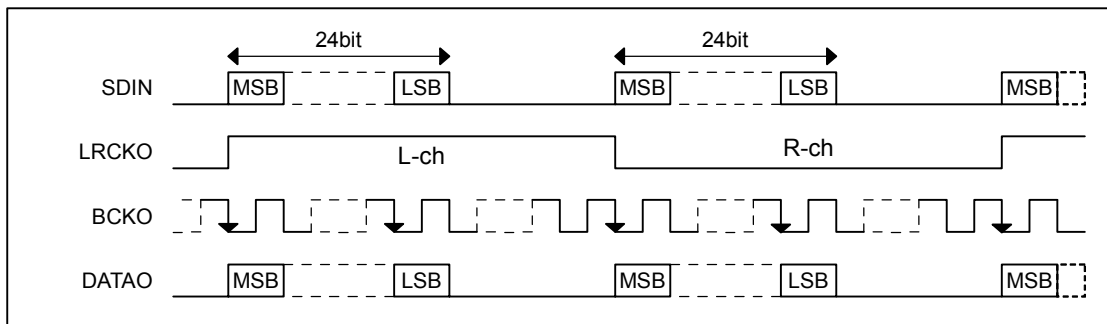 24bit 24bit
SDIN MSB LSB MSB LSB MSB
LRCKO L-ch R-ch
BCKO
DATAO MSB LSB MSB LSB MSB